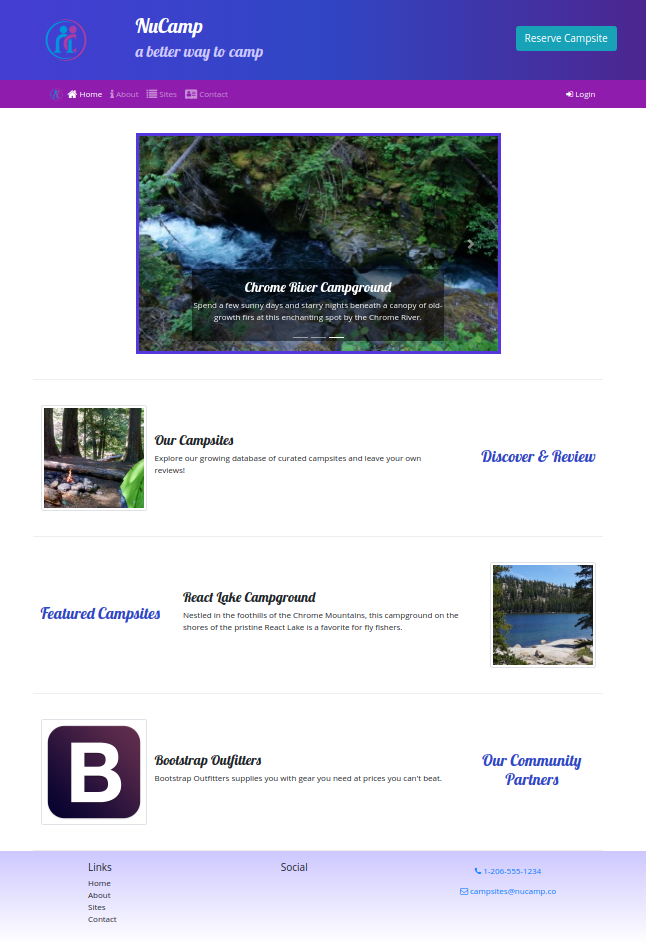 NuCamp
a better way to camp
Reserve Campsite
Home About Sites Contact
Login
Chrome River Campground
Spend a few sunny days and starry nights beneath a canopy of old-
growth firs at this enchanting spot by the Chrome River.
Our Campsites
Explore our growing database of curated campsites and leave your own
reviews!
Discover & Review
Featured Campsites
React Lake Campground
Nestled in the foothills of the Chrome Mountains, this campground on the
shores of the pristine React Lake is a favorite for fly fishers.
B
Bootstrap Outfitters
Bootstrap Outfitters supplies you with gear you need at prices you can't beat.
Our Community
Partners
Links
Home
About
Sites
Contact
Social
1-206-555-1234
campsites@nucamp.co